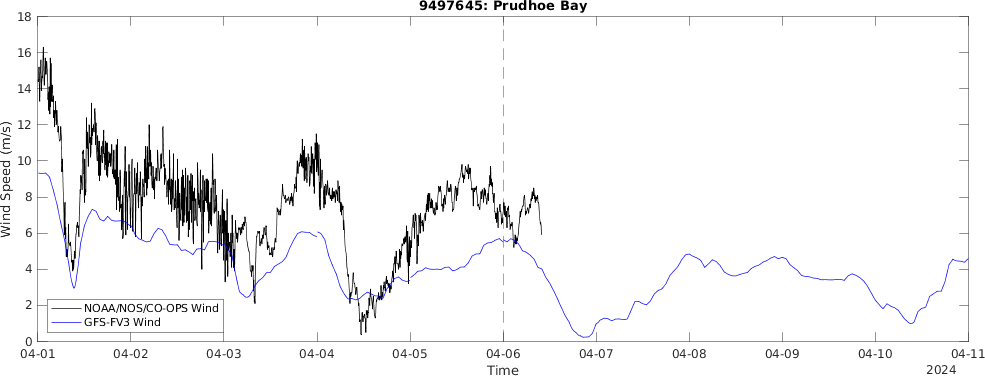 9497645: Prudhoe Bay
18
16
14
12
10
8
6
4
2
0
Wind Speed (m/s)
NOAA/NOS/CO-OPS Wind
GFS-FV3 Wind
04-01 04-02 04-03 04-04 04-05 04-06 04-07 04-08 04-09 04-10 04-11
Time
2024